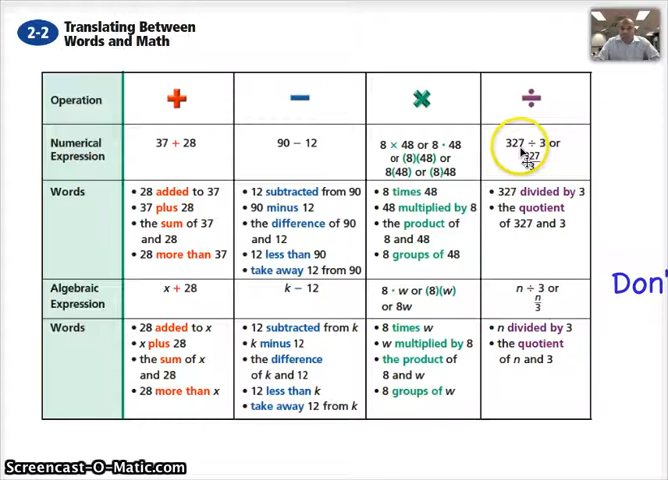 2-2 Translating Between
Words and Math
Operation + − × ÷
Numerical
Expression
37 + 28
90 − 12
8 × 48 or 8 · 48
or (8)(48) or
8(48) or (8)48
327 ÷ 3 or
327
3
Words
• 28 added to 37
• 37 plus 28
• the sum of 37
and 28
• 28 more than 37
• 12 subtracted from 90
• 90 minus 12
• the difference of 90
and 12
• 12 less than 90
• take away 12 from 90
• 8 times 48
• 48 multiplied by 8
• the product of
8 and 48
• 8 groups of 48
• 327 divided by 3
• the quotient
of 327 and 3
Don'
Algebraic
Expression
x + 28
k − 12
8 · w or (8)(w)
or 8w
n ÷ 3 or
n
3
Words
• 28 added to x
• x plus 28
• the sum of x
and 28
• 28 more than x
• 12 subtracted from k
• k minus 12
• the difference
of k and 12
• 12 less than k
• take away 12 from k
• 8 times w
• w multiplied by 8
• the product of
8 and w
• 8 groups of w
• n divided by 3
• the quotient
of n and 3
Screencast-O-Matic.com